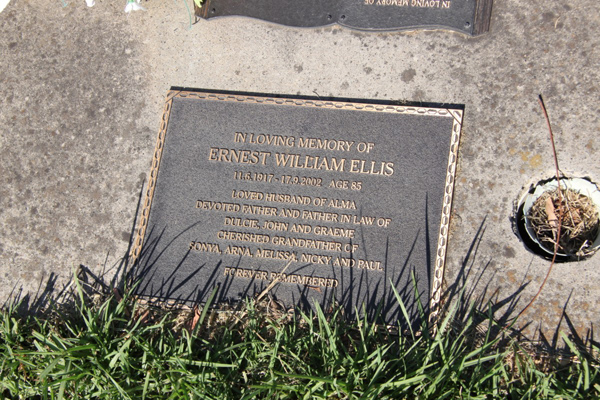 IN LOVING MEMORY OF
IN LOVING MEMORY OF
ERNEST WILLIAM ELLIS
11.6.1917 - 17.9.2002 AGE 85
LOVED HUSBAND OF ALMA
DEVOTED FATHER AND FATHER IN LAW OF
DULCIE, JOHN AND GRAEME
CHERISHED GRANDFATHER OF
SONYA, ARNA, MELISSA, NICKY AND PAUL
FOREVER REMEMBERED